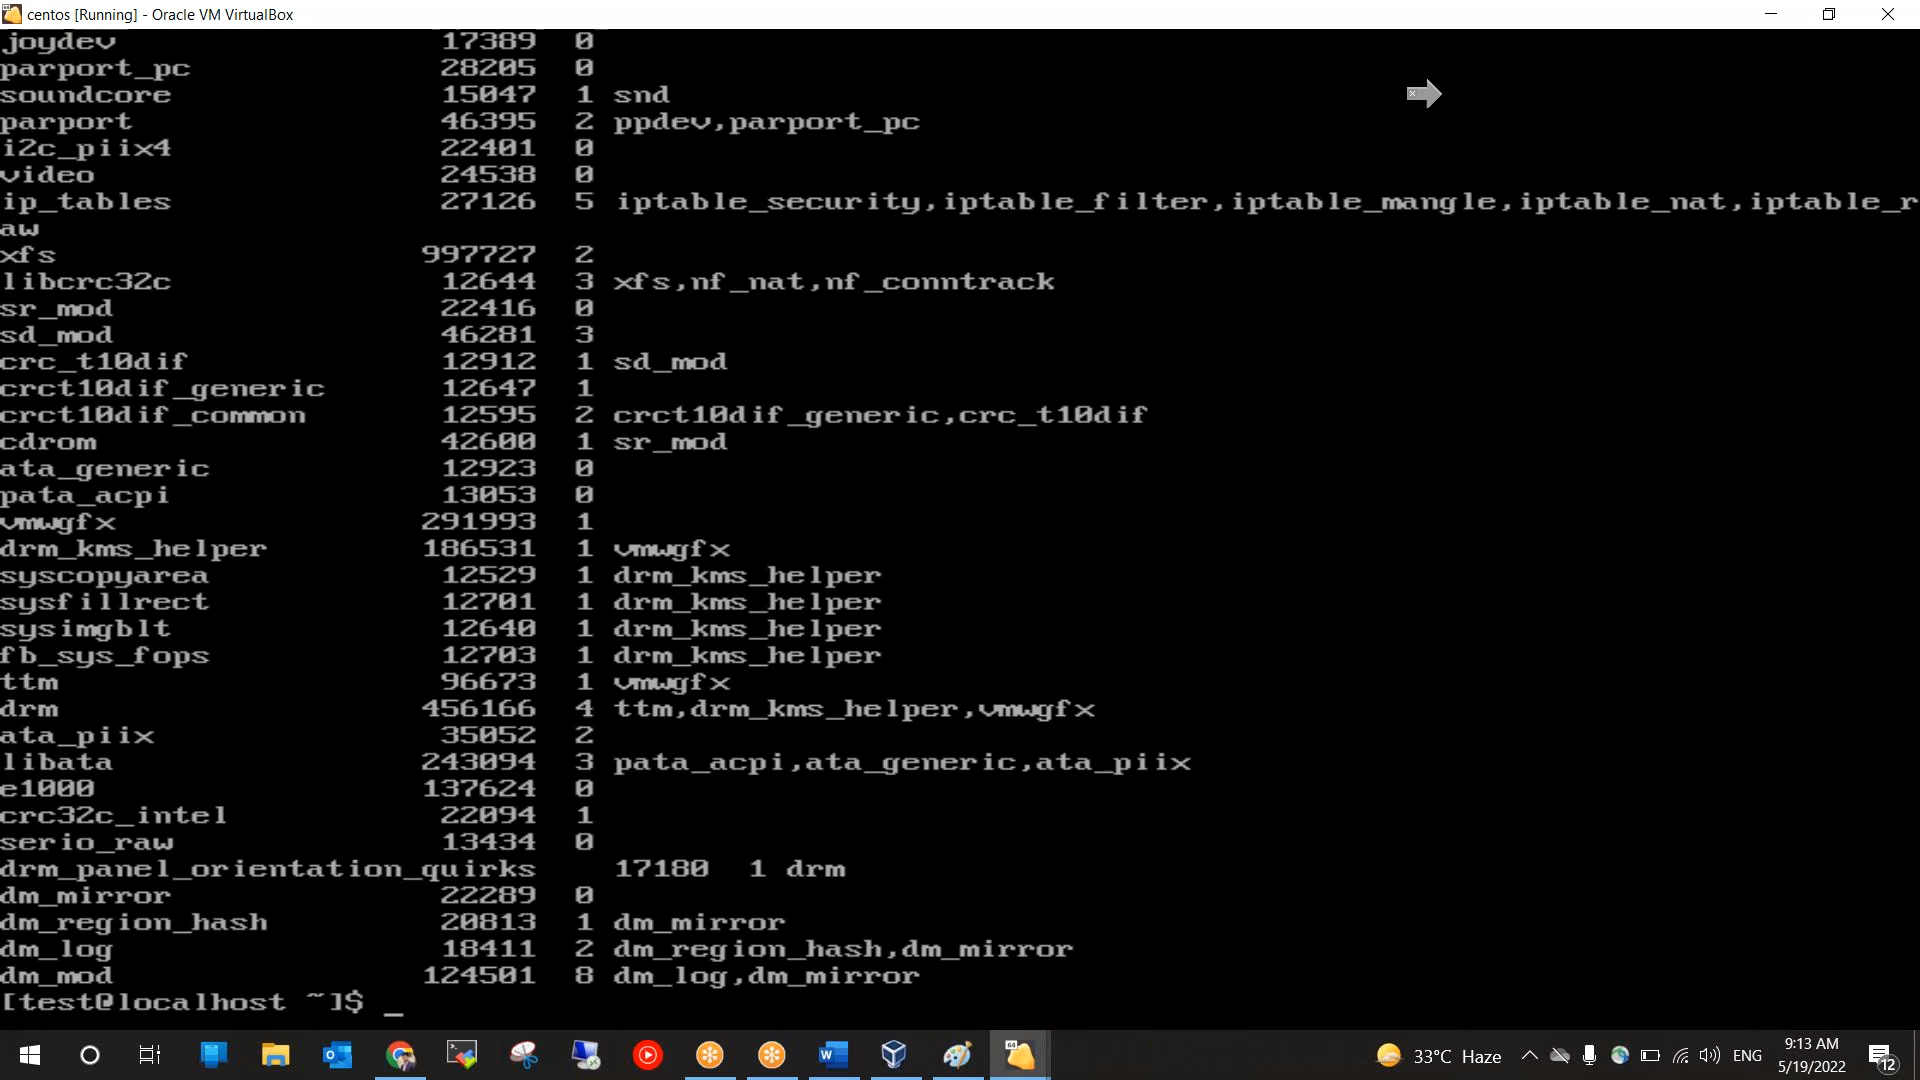 centos [Running] - Oracle VM VirtualBox
joydev 17389 0
parport_pc 28205 0
soundcore 15047 1 snd
parport 46395 2 ppdev,parport_pc
i2c_piix4 22401 0
video 24538 0
ip_tables 27126 5 iptable_security,iptable_filter,iptable_mangle,iptable_nat,iptable_r
aw
xfs 997727 2
libcrc32c 12644 3 xfs,nf_nat,nf_conntrack
sr_mod 22416 0
sd_mod 46281 3
crc_t10dif 12912 1 sd_mod
crct10dif_generic 12647 1
crct10dif_common 12595 2 crct10dif_generic,crc_t10dif
cdrom 42600 1 sr_mod
ata_generic 12923 0
pata_acpi 13053 0
vmwgfx 291993 1
drm_kms_helper 186531 1 vmwgfx
syscopyarea 12529 1 drm_kms_helper
sysfillrect 12701 1 drm_kms_helper
sysimgblt 12640 1 drm_kms_helper
fb_sys_fops 12703 1 drm_kms_helper
ttm 96673 1 vmwgfx
drm 456166 4 ttm,drm_kms_helper,vmwgfx
ata_piix 35052 2
libata 243094 3 pata_acpi,ata_generic,ata_piix
e1000 137624 0
crc32c_intel 22094 1
serio_raw 13434 0
drm_panel_orientation_quirks 17180 1 drm
dm_mirror 22289 0
dm_region_hash 20813 1 dm_mirror
dm_log 18411 2 dm_region_hash,dm_mirror
dm_mod 124501 8 dm_log,dm_mirror
[test@localhost ~]$ _
33°C Haze ENG 9:13 AM
5/19/2022 12